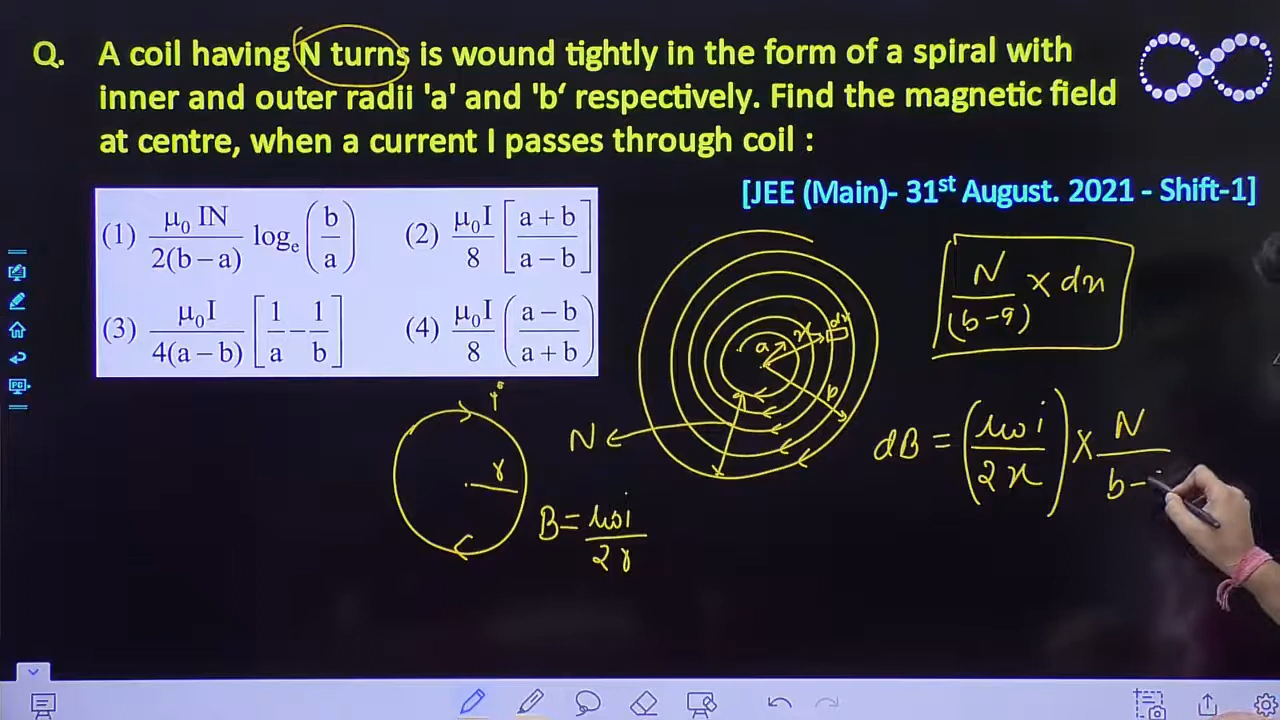 Q. A coil having N turns is wound tightly in the form of a spiral with
inner and outer radii 'a' and 'b‘ respectively. Find the magnetic field
at centre, when a current I passes through coil :
[JEE (Main)- 31st August. 2021 - Shift-1]
(1) μ₀ IN / 2(b – a) logₑ (b / a)
(2) μ₀I / 8 [a + b / a – b]
(3) μ₀I / 4(a – b) [1 / a – 1 / b]
(4) μ₀I / 8 (a – b / a + b)
N / (b-a) × dx
a x dx
b
N
r
B = μ₀i / 2r
dB = (μ₀i / 2x) × N / b-
PC